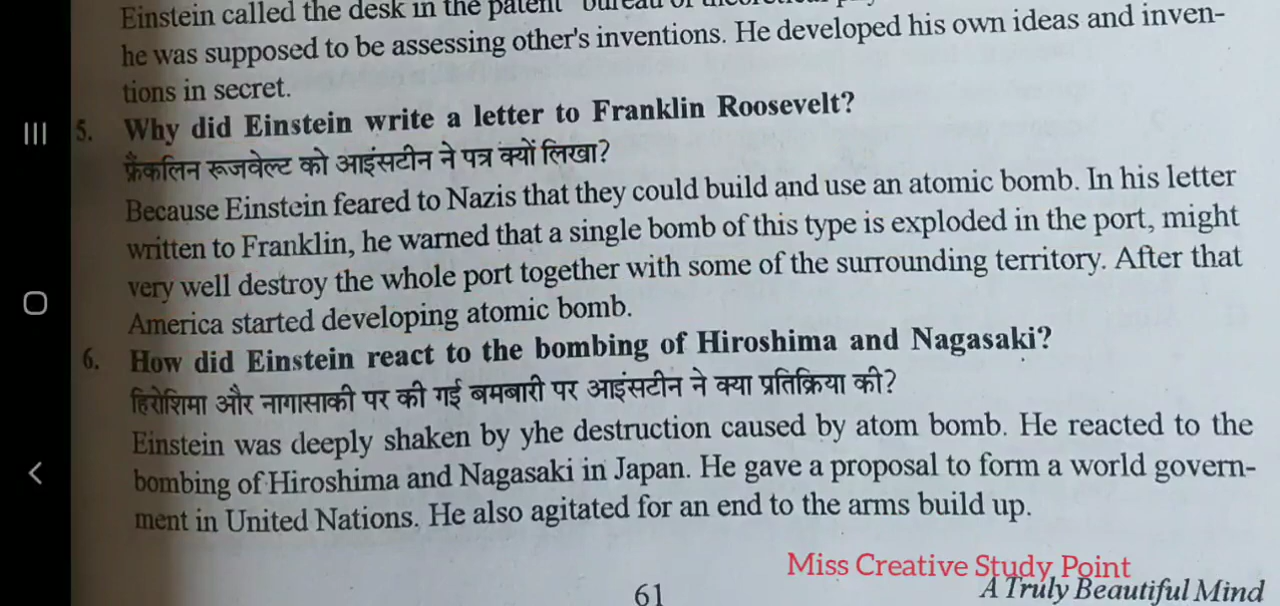 Einstein called the desk in the patent "bureau of theoretical
he was supposed to be assessing other's inventions. He developed his own ideas and inven-
tions in secret.
5. Why did Einstein write a letter to Franklin Roosevelt?
फ्रैंकलिन रूजवेल्ट को आइंसटीन ने पत्र क्यों लिखा?
Because Einstein feared to Nazis that they could build and use an atomic bomb. In his letter
written to Franklin, he warned that a single bomb of this type is exploded in the port, might
very well destroy the whole port together with some of the surrounding territory. After that
America started developing atomic bomb.
6. How did Einstein react to the bombing of Hiroshima and Nagasaki?
हिरोशिमा और नागासाकी पर की गई बमबारी पर आइंसटीन ने क्या प्रतिक्रिया की?
Einstein was deeply shaken by yhe destruction caused by atom bomb. He reacted to the
bombing of Hiroshima and Nagasaki in Japan. He gave a proposal to form a world govern-
ment in United Nations. He also agitated for an end to the arms build up.
Miss Creative Study Point
61 A Truly Beautiful Mind